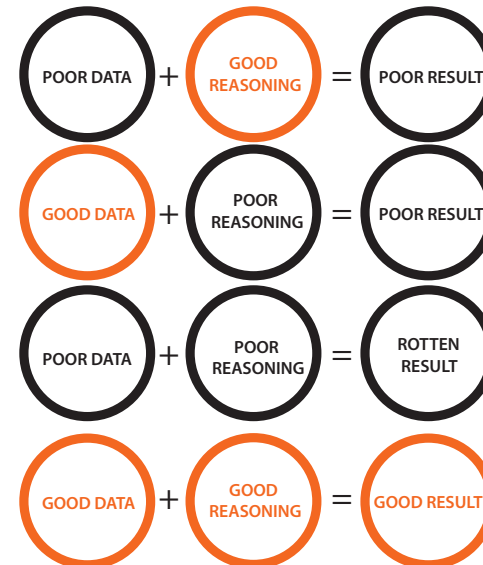 POOR DATA + GOOD REASONING = POOR RESULT
GOOD DATA + POOR REASONING = POOR RESULT
POOR DATA + POOR REASONING = ROTTEN RESULT
GOOD DATA + GOOD REASONING = GOOD RESULT